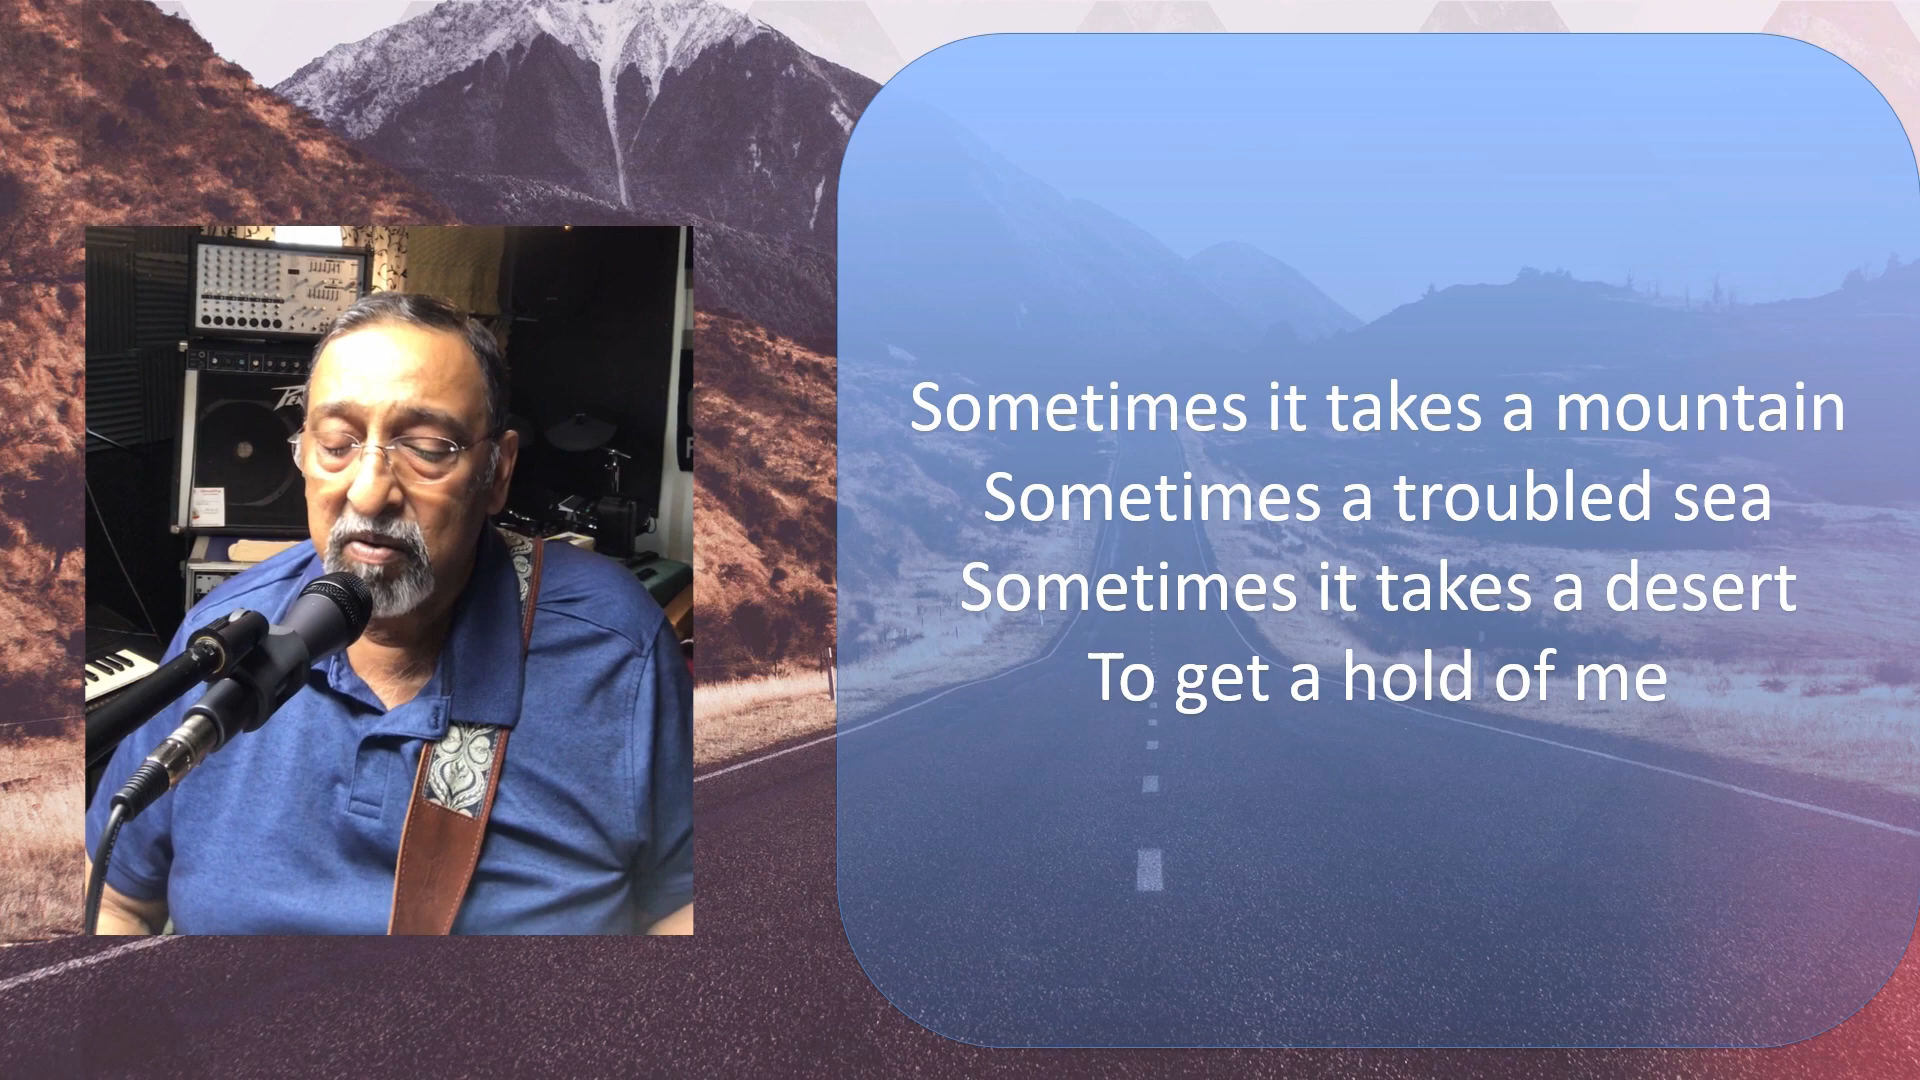 Sometimes it takes a mountain
Sometimes a troubled sea
Sometimes it takes a desert
To get a hold of me